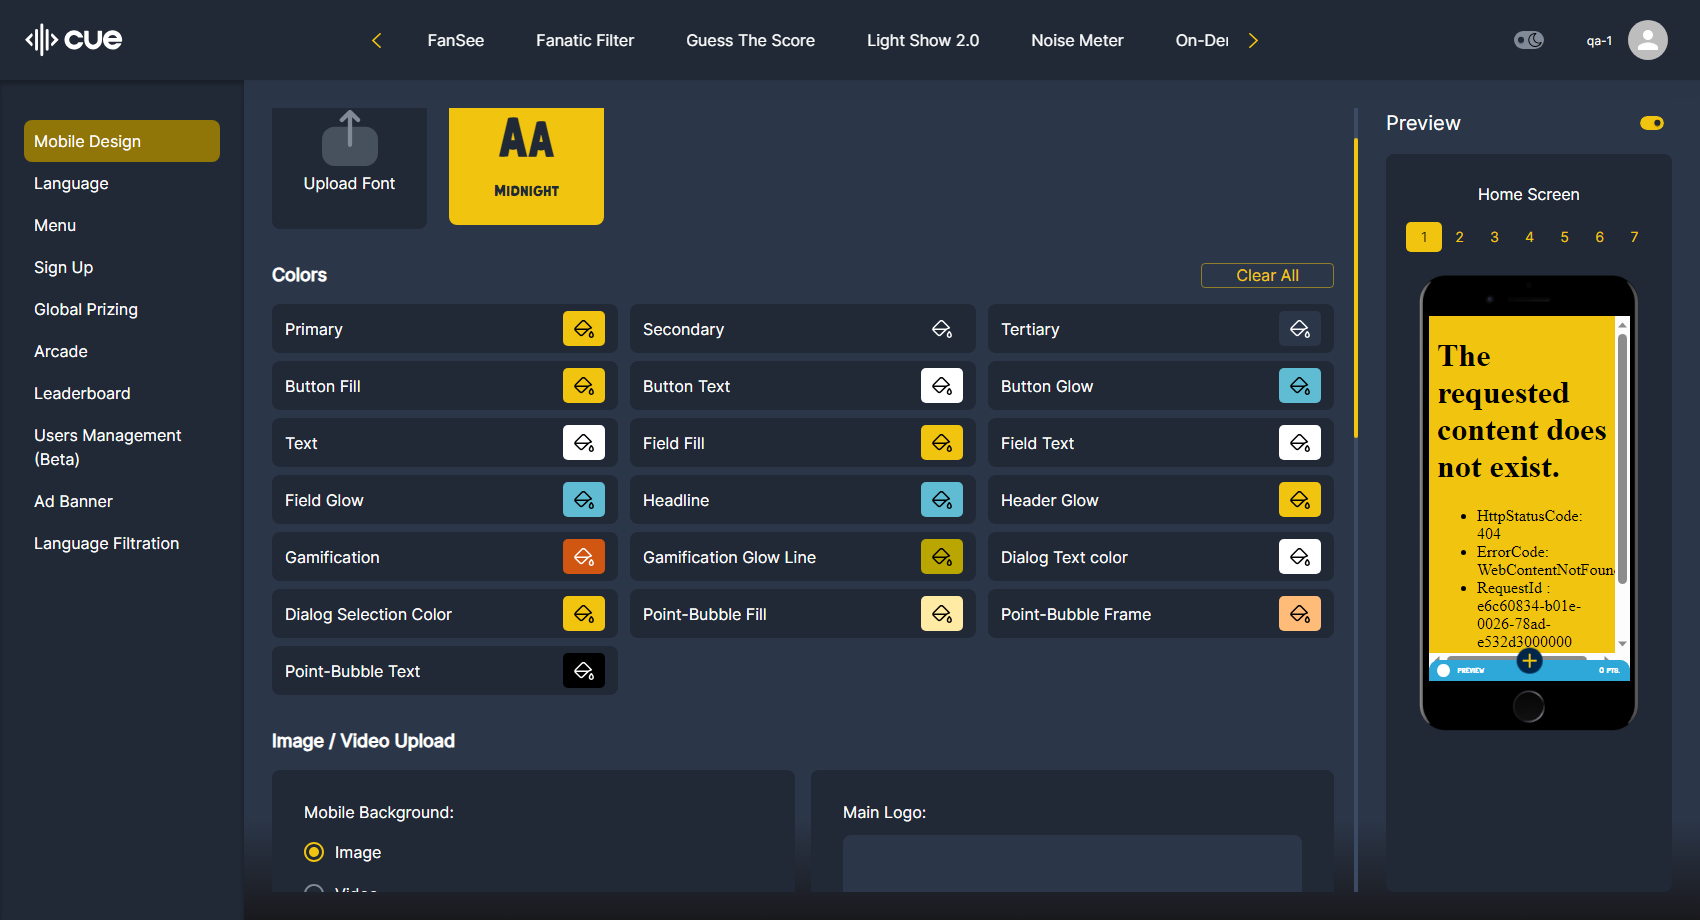 cue
FanSee
Fanatic Filter
Guess The Score
Light Show 2.0
Noise Meter
On-De
qa-1
Mobile Design
Language
Menu
Sign Up
Global Prizing
Arcade
Leaderboard
Users Management
(Beta)
Ad Banner
Language Filtration
Upload Font
AA
MIDNIGHT
Colors
Clear All
Primary
Secondary
Tertiary
Button Fill
Button Text
Button Glow
Text
Field Fill
Field Text
Field Glow
Headline
Header Glow
Gamification
Gamification Glow Line
Dialog Text color
Dialog Selection Color
Point-Bubble Fill
Point-Bubble Frame
Point-Bubble Text
Image / Video Upload
Mobile Background:
Image
Video
Main Logo:
Preview
Home Screen
1 2 3 4 5 6 7
The
requested
content does
not exist.
HttpStatusCode:
404
ErrorCode:
WebContentNotFoun
RequestId :
e6c60834-b01e-
0026-78ad-
e532d3000000
PREVIEW
0 PTS.